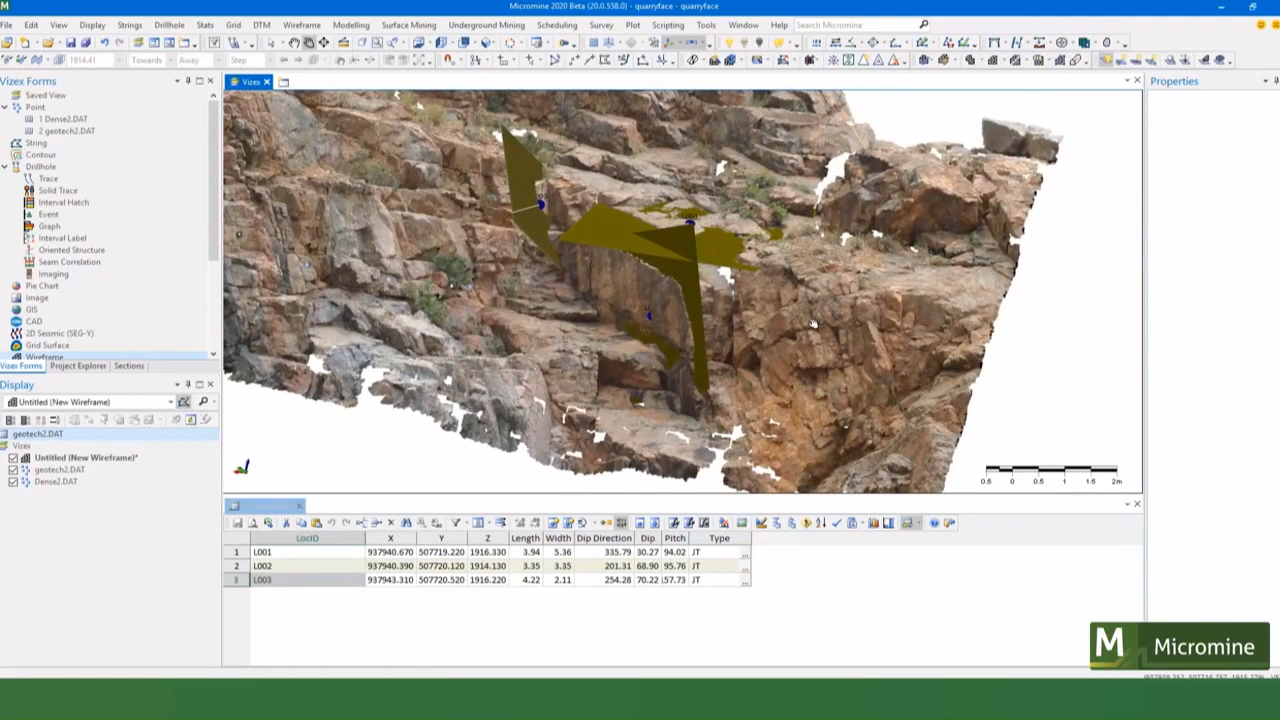 Micromine 2020 Beta (20.0.558.0) - quarryface - quarryface
File Edit View Display Strings Drillhole Stats Grid DTM Wireframe Modelling Surface Mining Underground Mining Scheduling Survey Plot Scripting Tools Window Help Search Micromine
1914.41 Towards Away Step
Vizex Forms
Vizex
Properties
Saved View
Point
1 Dense2.DAT
2 geotech2.DAT
String
Contour
Drillhole
Trace
Solid Trace
Interval Hatch
Event
Graph
Interval Label
Oriented Structure
Seam Correlation
Imaging
Pie Chart
Image
GIS
CAD
2D Seismic (SEG-Y)
Grid Surface
Wireframe
Vizex Forms Project Explorer Sections
Display
Untitled (New Wireframe)
geotech2.DAT
Vizex
Untitled (New Wireframe)*
geotech2.DAT
Dense2.DAT
0.5 0 0.5 1 1.5 2m
LocID X Y Z Length Width Dip Direction Dip Pitch Type
1 L001 937940.670 507719.220 1916.330 3.94 5.36 335.79 30.27 94.02 JT ...
2 L002 937940.390 507720.120 1914.130 3.35 3.35 201.31 68.90 95.76 JT ...
3 L003 937943.310 507720.520 1916.220 4.22 2.11 254.28 70.22 157.73 JT ...
M Micromine